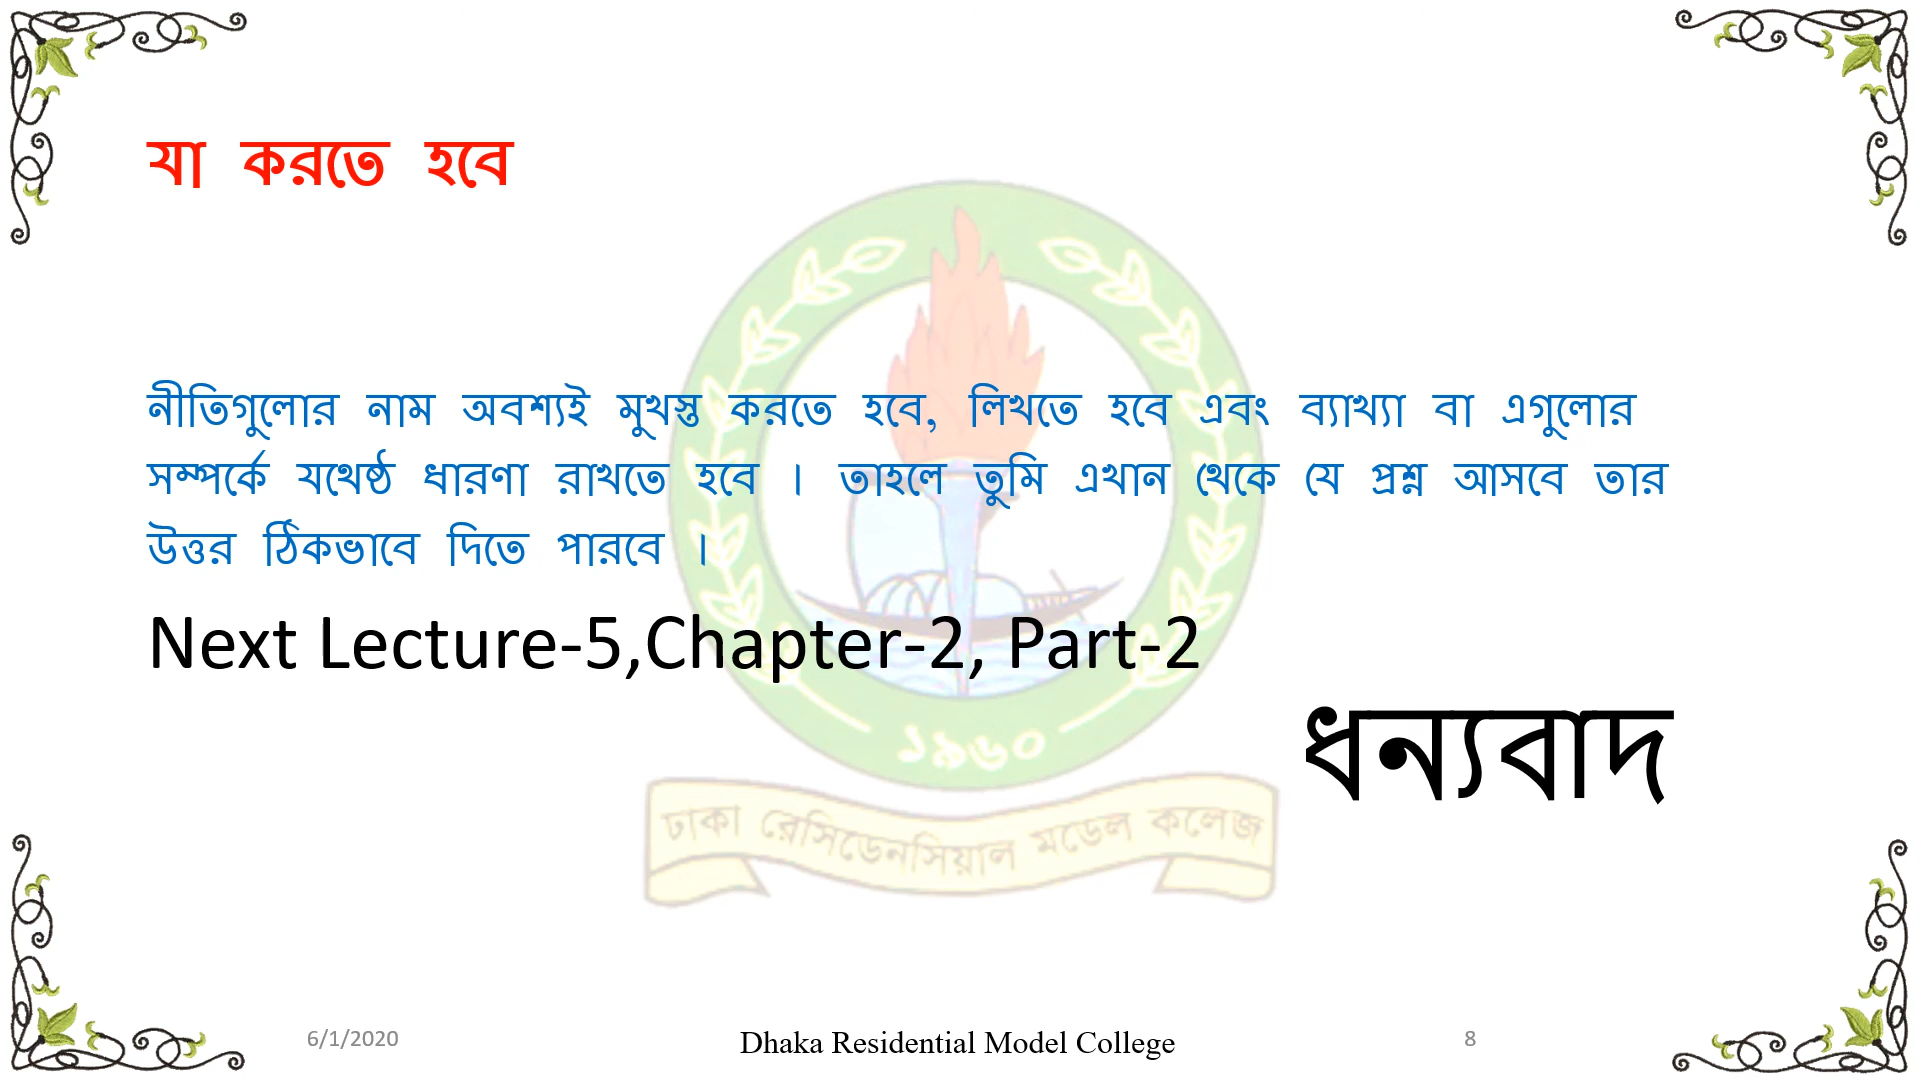 যা করতে হবে
নীতিগুলোর নাম অবশ্যই মুখস্ত করতে হবে, লিখতে হবে এবং ব্যাখ্যা বা এগুলোর
সম্পর্কে যথেষ্ঠ ধারণা রাখতে হবে । তাহলে তুমি এখান থেকে যে প্রশ্ন আসবে তার
উত্তর ঠিকভাবে দিতে পারবে ।
Next Lecture-5,Chapter-2, Part-2
ধন্যবাদ
১৯৬০
ঢাকা রেসিডেনসিয়াল মডেল কলেজ
6/1/2020
Dhaka Residential Model College
8